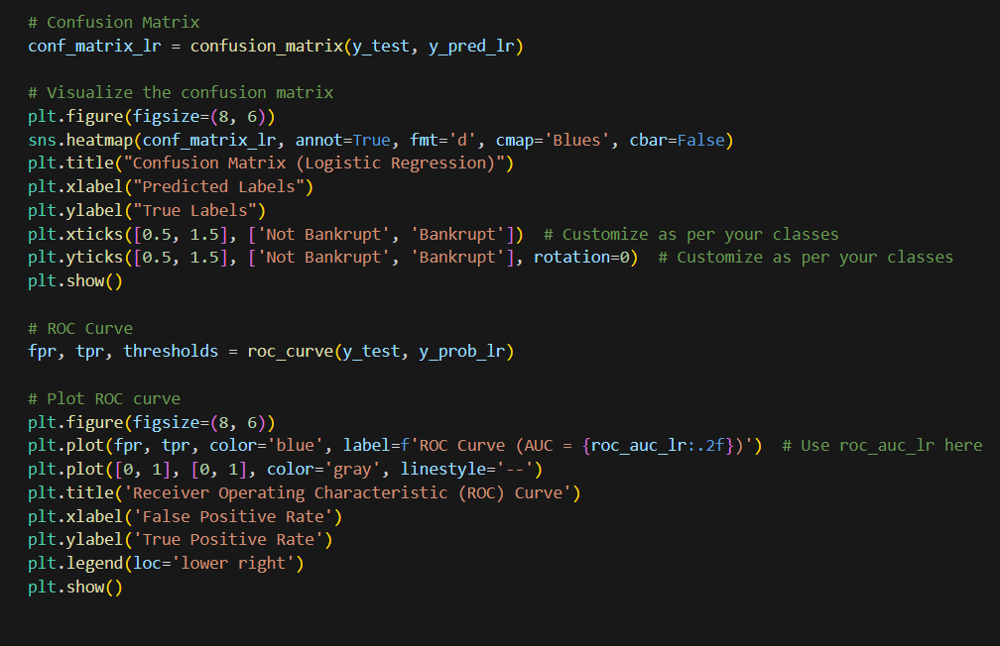 # Confusion Matrix
conf_matrix_lr = confusion_matrix(y_test, y_pred_lr)
# Visualize the confusion matrix
plt.figure(figsize=(8, 6))
sns.heatmap(conf_matrix_lr, annot=True, fmt='d', cmap='Blues', cbar=False)
plt.title("Confusion Matrix (Logistic Regression)")
plt.xlabel("Predicted Labels")
plt.ylabel("True Labels")
plt.xticks([0.5, 1.5], ['Not Bankrupt', 'Bankrupt'])  # Customize as per your classes
plt.yticks([0.5, 1.5], ['Not Bankrupt', 'Bankrupt'], rotation=0)  # Customize as per your classes
plt.show()
# ROC Curve
fpr, tpr, thresholds = roc_curve(y_test, y_prob_lr)
# Plot ROC curve
plt.figure(figsize=(8, 6))
plt.plot(fpr, tpr, color='blue', label=f'ROC Curve (AUC = {roc_auc_lr:.2f})')  # Use roc_auc_lr here
plt.plot([0, 1], [0, 1], color='gray', linestyle='--')
plt.title('Receiver Operating Characteristic (ROC) Curve')
plt.xlabel('False Positive Rate')
plt.ylabel('True Positive Rate')
plt.legend(loc='lower right')
plt.show()